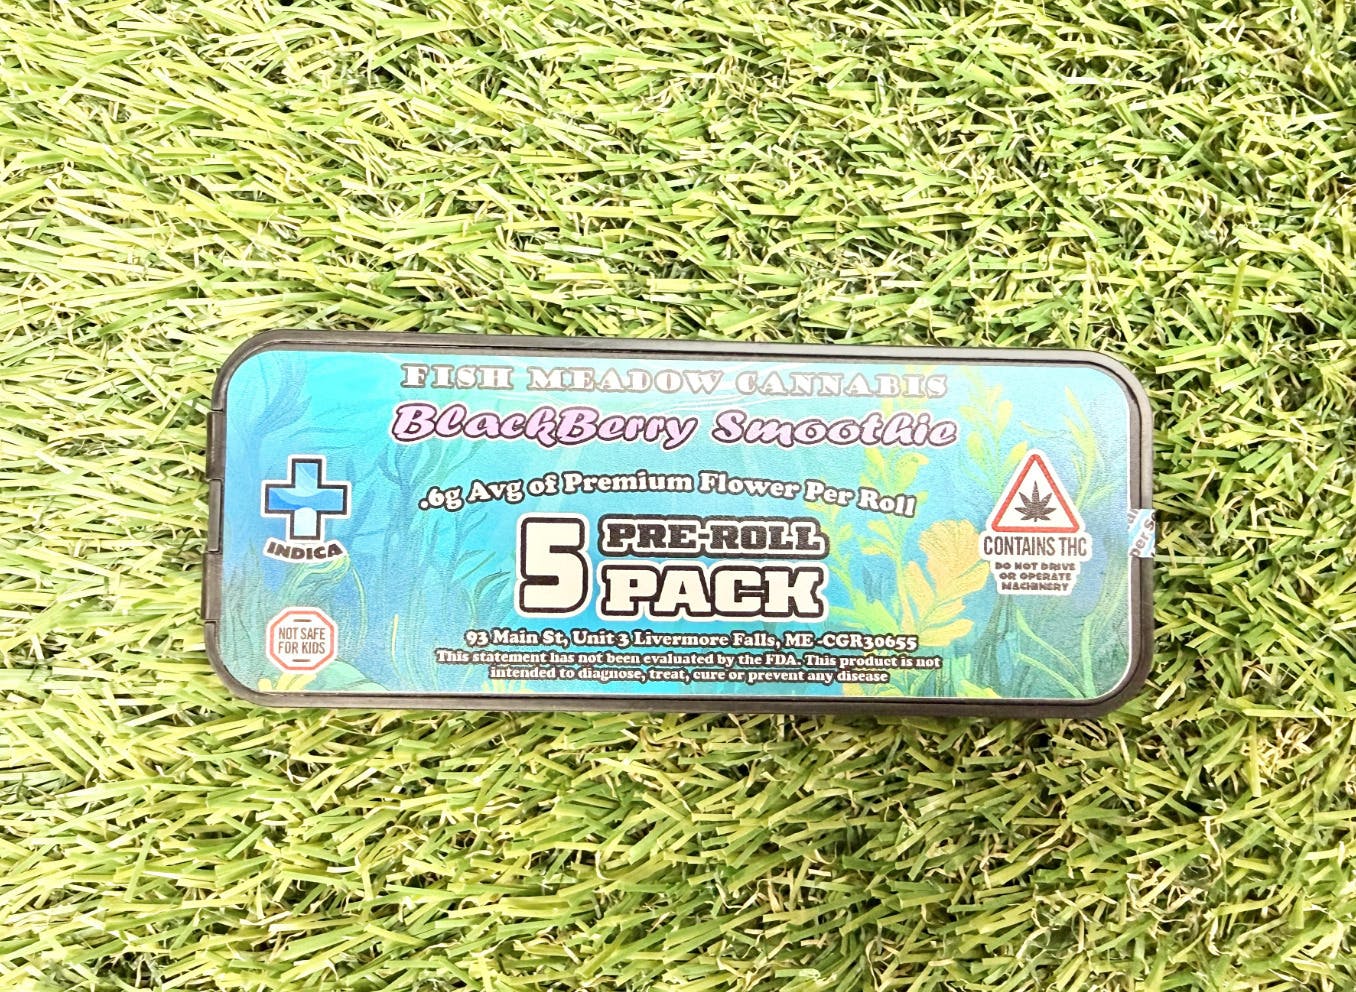 FISH MEADOW CANNABIS
BlackBerry Smoothie
.6g Avg of Premium Flower Per Roll
5 PRE-ROLL
PACK
INDICA
NOT SAFE
FOR KIDS
CONTAINS THC
DO NOT DRIVE
OR OPERATE
MACHINERY
93 Main St, Unit 3 Livermore Falls, ME -CGR30655
This statement has not been evaluated by the FDA. This product is not
intended to diagnose, treat, cure or prevent any disease